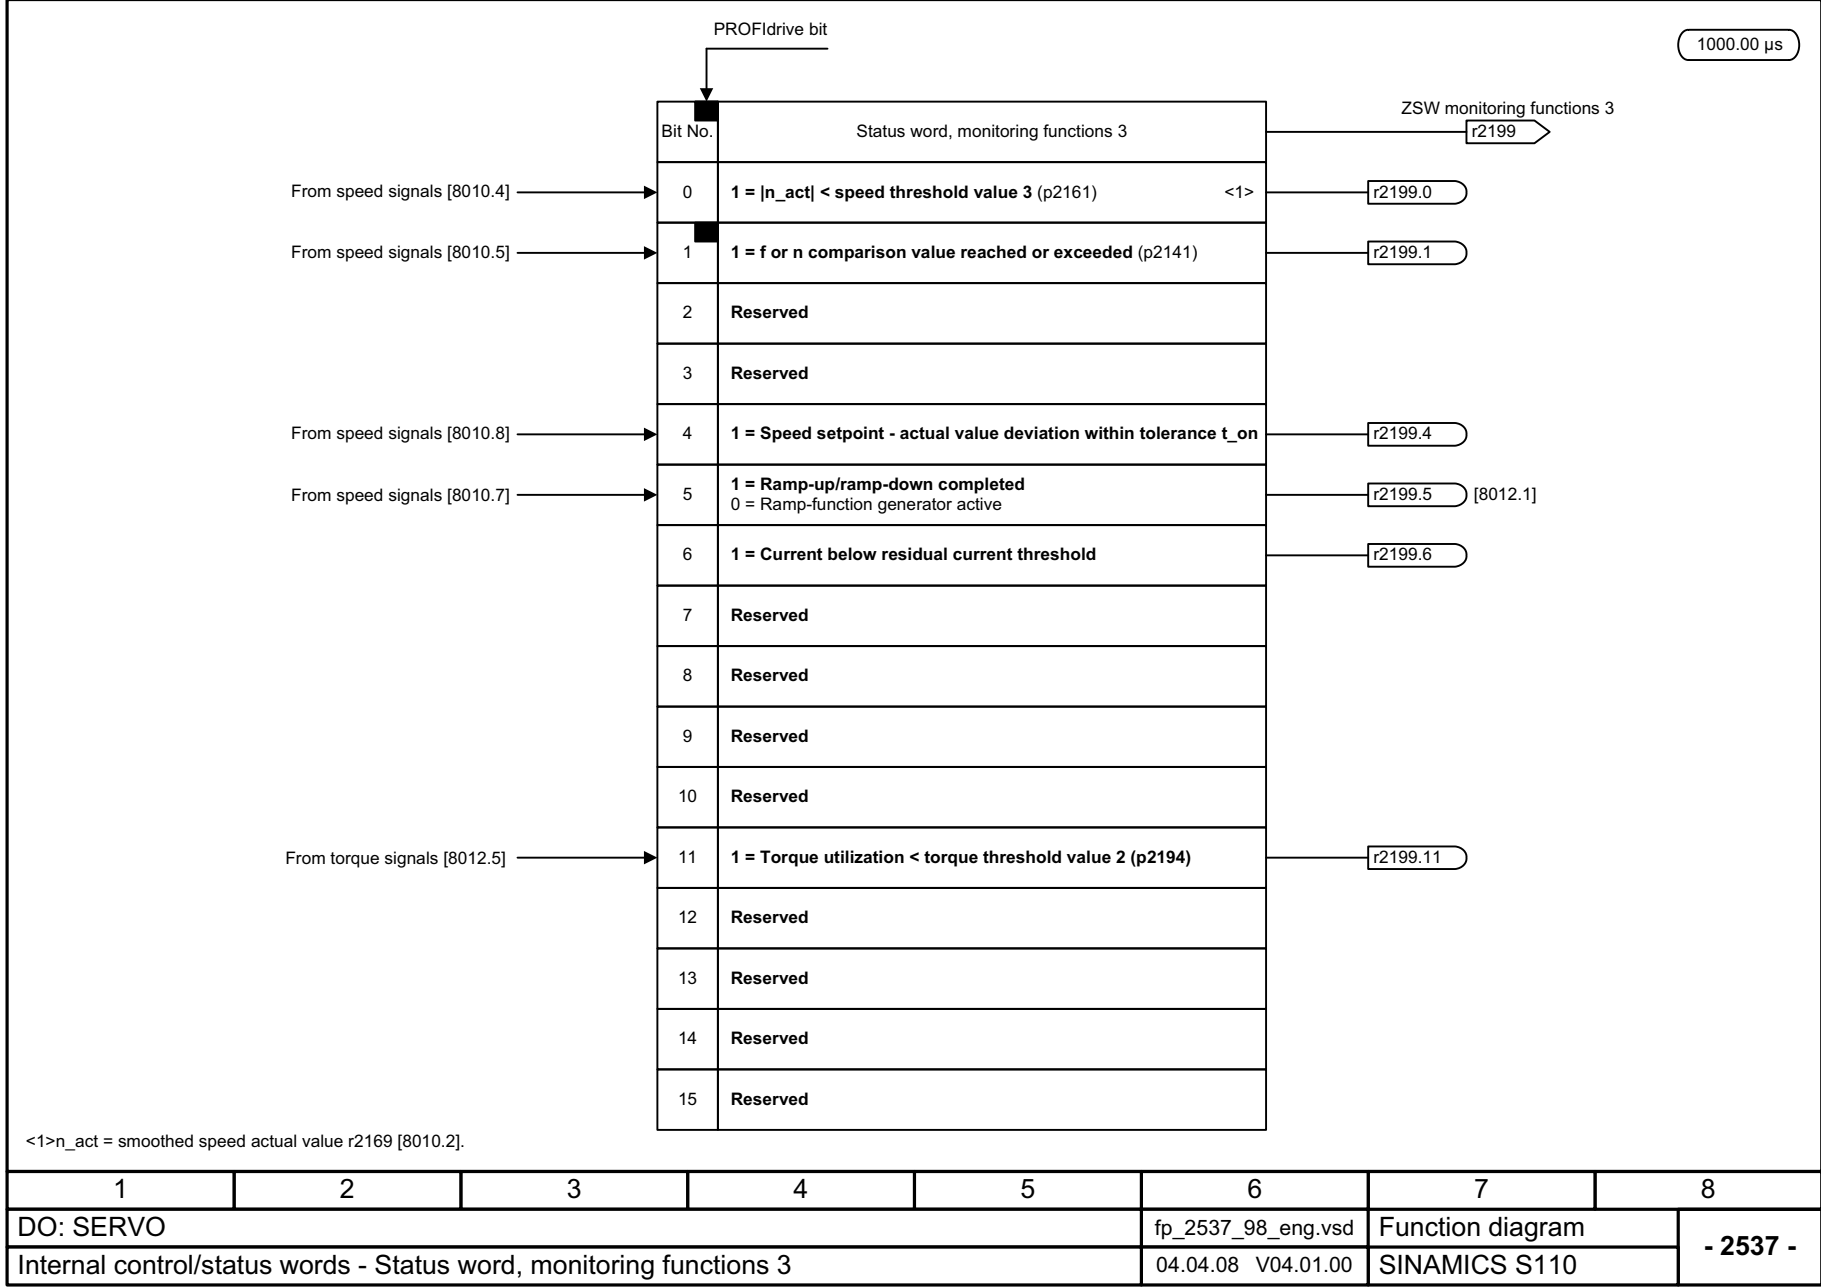 PROFIdrive bit
1000.00 µs
ZSW monitoring functions 3
Bit No. Status word, monitoring functions 3 r2199
From speed signals [8010.4] 0 1 = |n_act| < speed threshold value 3 (p2161) <1> r2199.0
From speed signals [8010.5] 1 1 = f or n comparison value reached or exceeded (p2141) r2199.1
2 Reserved
3 Reserved
From speed signals [8010.8] 4 1 = Speed setpoint - actual value deviation within tolerance t_on r2199.4
From speed signals [8010.7] 5 1 = Ramp-up/ramp-down completed
0 = Ramp-function generator active r2199.5 [8012.1]
6 1 = Current below residual current threshold r2199.6
7 Reserved
8 Reserved
9 Reserved
10 Reserved
From torque signals [8012.5] 11 1 = Torque utilization < torque threshold value 2 (p2194) r2199.11
12 Reserved
13 Reserved
14 Reserved
15 Reserved
<1>n_act = smoothed speed actual value r2169 [8010.2].
1 2 3 4 5 6 7 8
DO: SERVO fp_2537_98_eng.vsd Function diagram
- 2537 -
Internal control/status words - Status word, monitoring functions 3 04.04.08 V04.01.00 SINAMICS S110